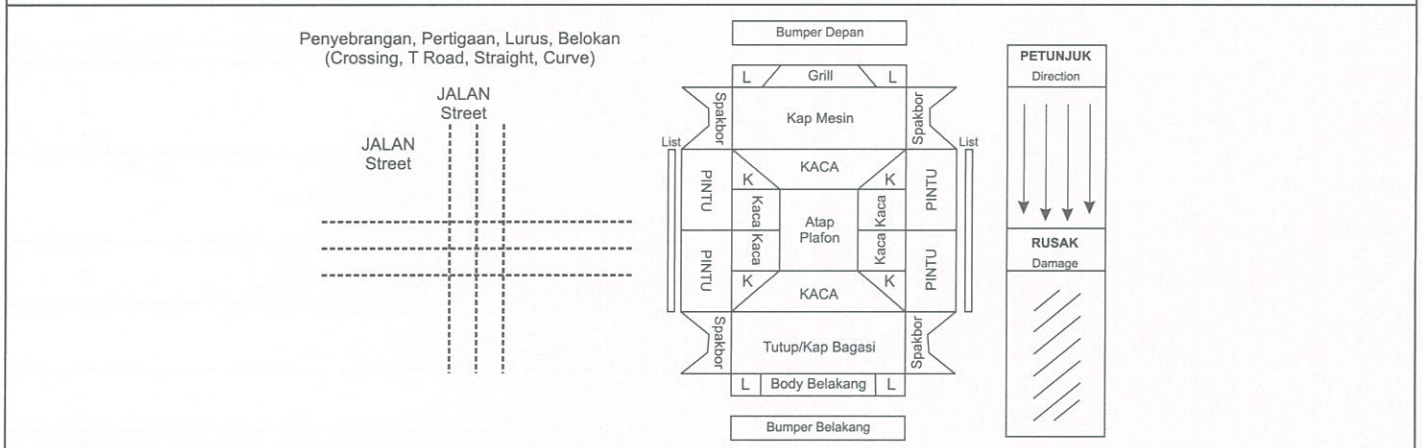 Penyebrangan, Pertigaan, Lurus, Belokan
(Crossing, T Road, Straight, Curve)
JALAN
Street
JALAN
Street
Bumper Depan
L
Grill
L
Spakbor
Kap Mesin
Spakbor
List
List
KACA
PINTU
K
K
PINTU
Kaca
Atap
Plafon
Kaca
Kaca
Kaca
PINTU
K
K
PINTU
KACA
Spakbor
Tutup/Kap Bagasi
Spakbor
L
Body Belakang
L
Bumper Belakang
PETUNJUK
Direction
RUSAK
Damage